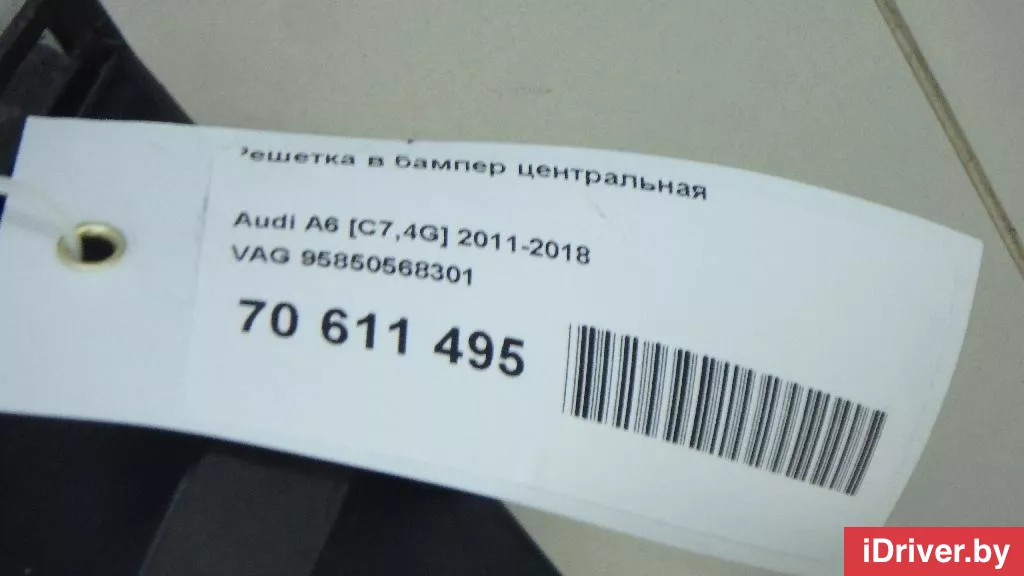 Решетка в бампер центральная
Audi A6 [C7,4G] 2011-2018
VAG 95850568301
70 611 495
iDriver.by